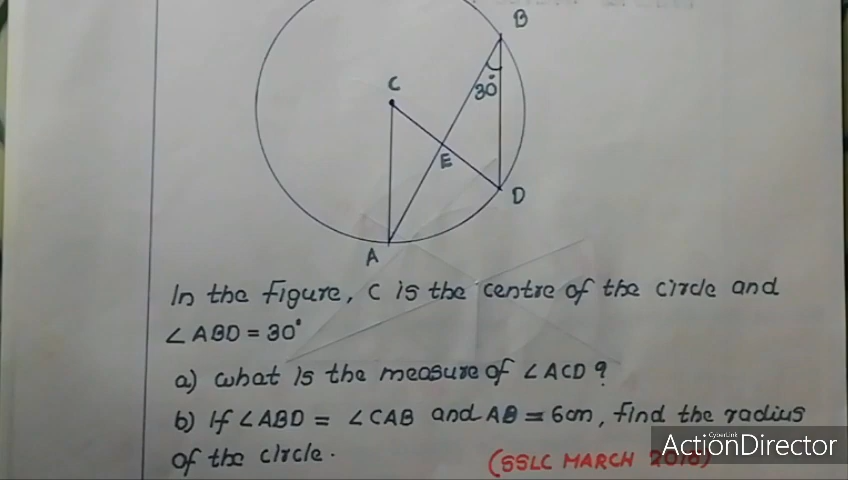 B
C
30°
E
D
A
In the figure, C is the centre of the circle and
∠ABD = 30°
a) what is the measure of ∠ACD ?
b) If ∠ABD = ∠CAB and AB = 6cm, find the radius
of the circle.
(SSLC MARCH
CyberLink
ActionDirector